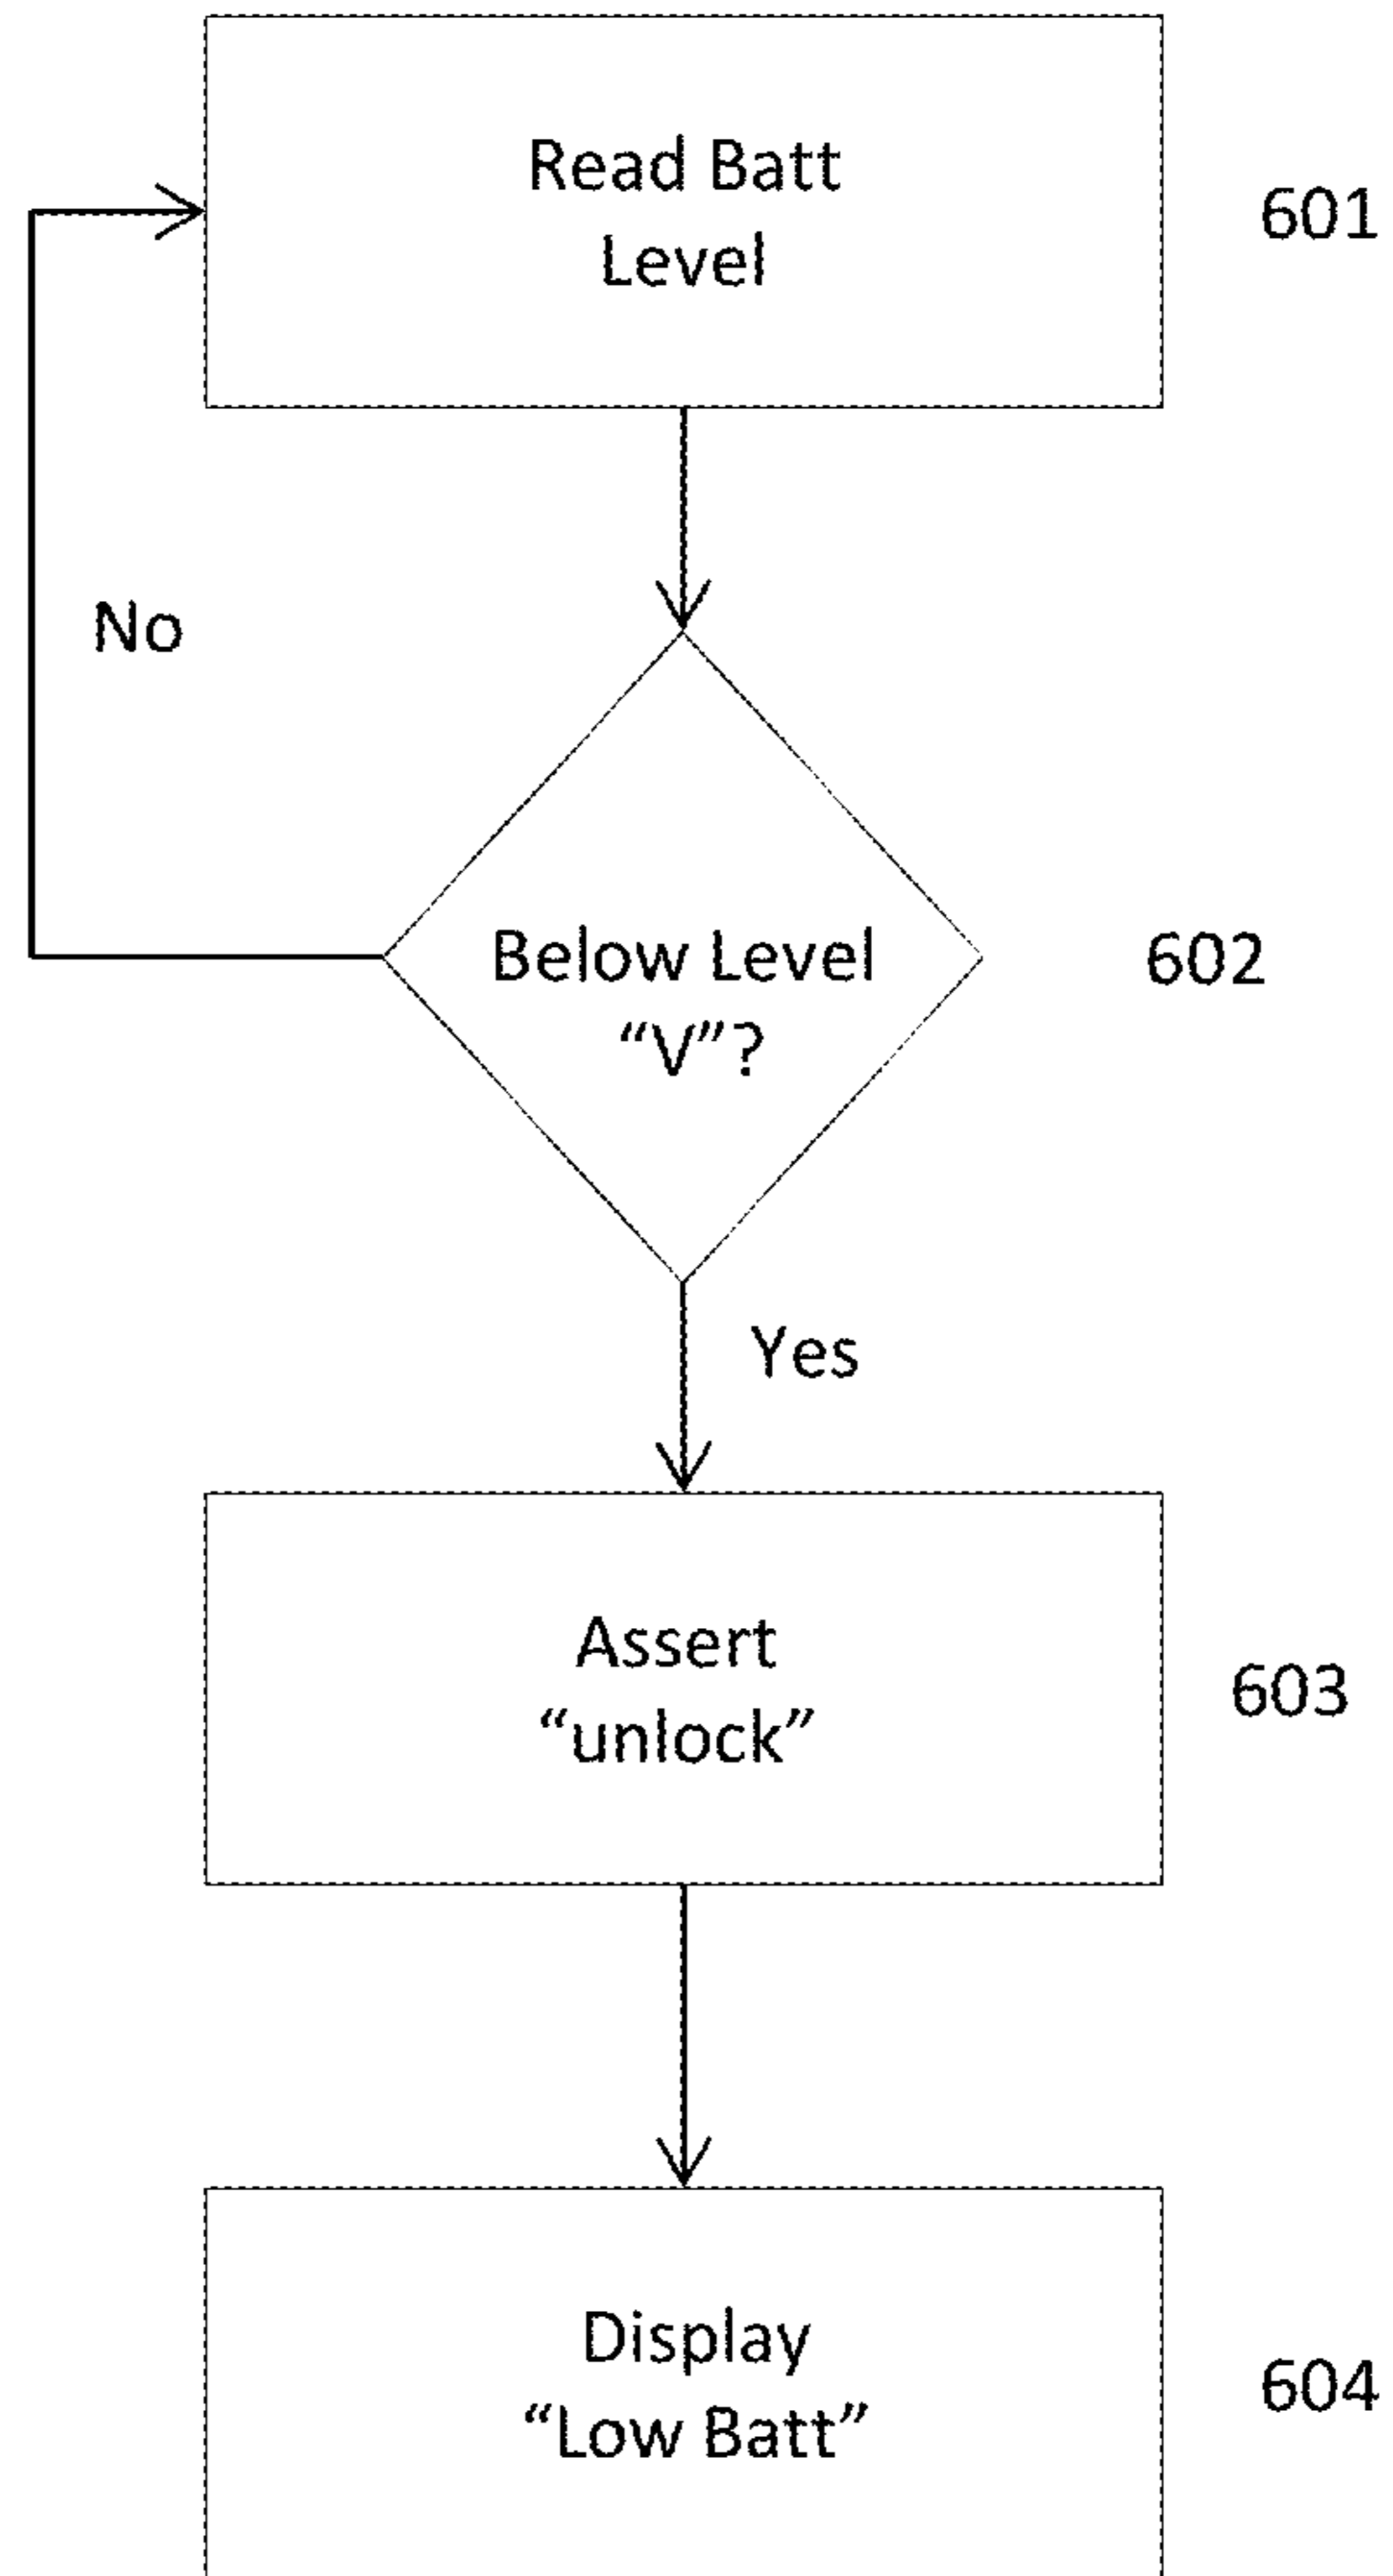 Read Batt
Level
601
No
Below Level
“V”?
602
Yes
Assert
“unlock”
603
Display
“Low Batt”
604